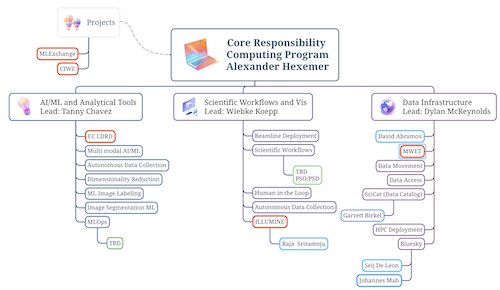 Projects
MLExchange
CIWE
Core Responsibility
Computing Program
Alexander Hexemer
AI/ML and Analytical Tools
Lead: Tanny Chavez
EC LDRD
Multi modal AI/ML
Autonomous Data Collection
Dimensionality Reduction
ML Image Labeling
Image Segmentation ML
MLOps
TBD
Scientific Workflows and Vis
Lead: Wiebke Koepp
Beamline Deployment
Scientific Workflows
TBD
PSO/PSD
Human in the Loop
Autonomous Data Collection
ILLUMINE
Raja Sriramoju
Data Infrastructure
Lead: Dylan McReynolds
David Abramov
MWET
Data Movement
Data Access
SciCat (Data Catalog)
Garrett Birkel
HPC Deployment
Bluesky
Seij De Leon
Johannes Mah